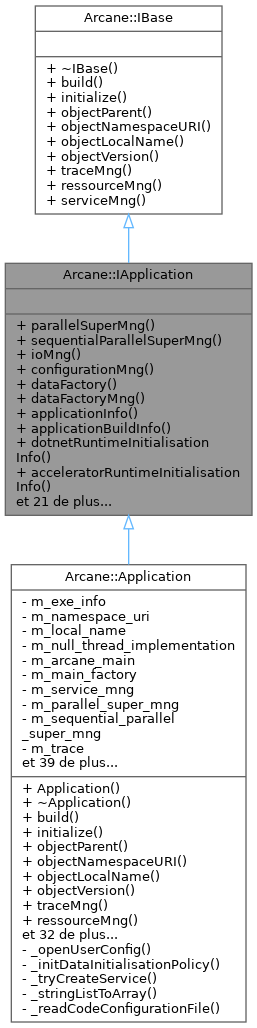 Arcane::IBase
+ ~IBase()
+ build()
+ initialize()
+ objectParent()
+ objectNamespaceURI()
+ objectLocalName()
+ objectVersion()
+ traceMng()
+ ressourceMng()
+ serviceMng()
Arcane::IApplication
+ parallelSuperMng()
+ sequentialParallelSuperMng()
+ ioMng()
+ configurationMng()
+ dataFactory()
+ dataFactoryMng()
+ applicationInfo()
+ applicationBuildInfo()
+ dotnetRuntimeInitialisation
Info()
+ acceleratorRuntimeInitialisation
Info()
et 21 de plus...
Arcane::Application
- m_exe_info
- m_namespace_uri
- m_local_name
- m_null_thread_implementation
- m_arcane_main
- m_main_factory
- m_service_mng
- m_parallel_super_mng
- m_sequential_parallel
_super_mng
- m_trace
et 39 de plus...
+ Application()
+ ~Application()
+ build()
+ initialize()
+ objectParent()
+ objectNamespaceURI()
+ objectLocalName()
+ objectVersion()
+ traceMng()
+ ressourceMng()
et 32 de plus...
- _openUserConfig()
- _initDataInitialisationPolicy()
- _tryCreateService()
- _stringListToArray()
- _readCodeConfigurationFile()